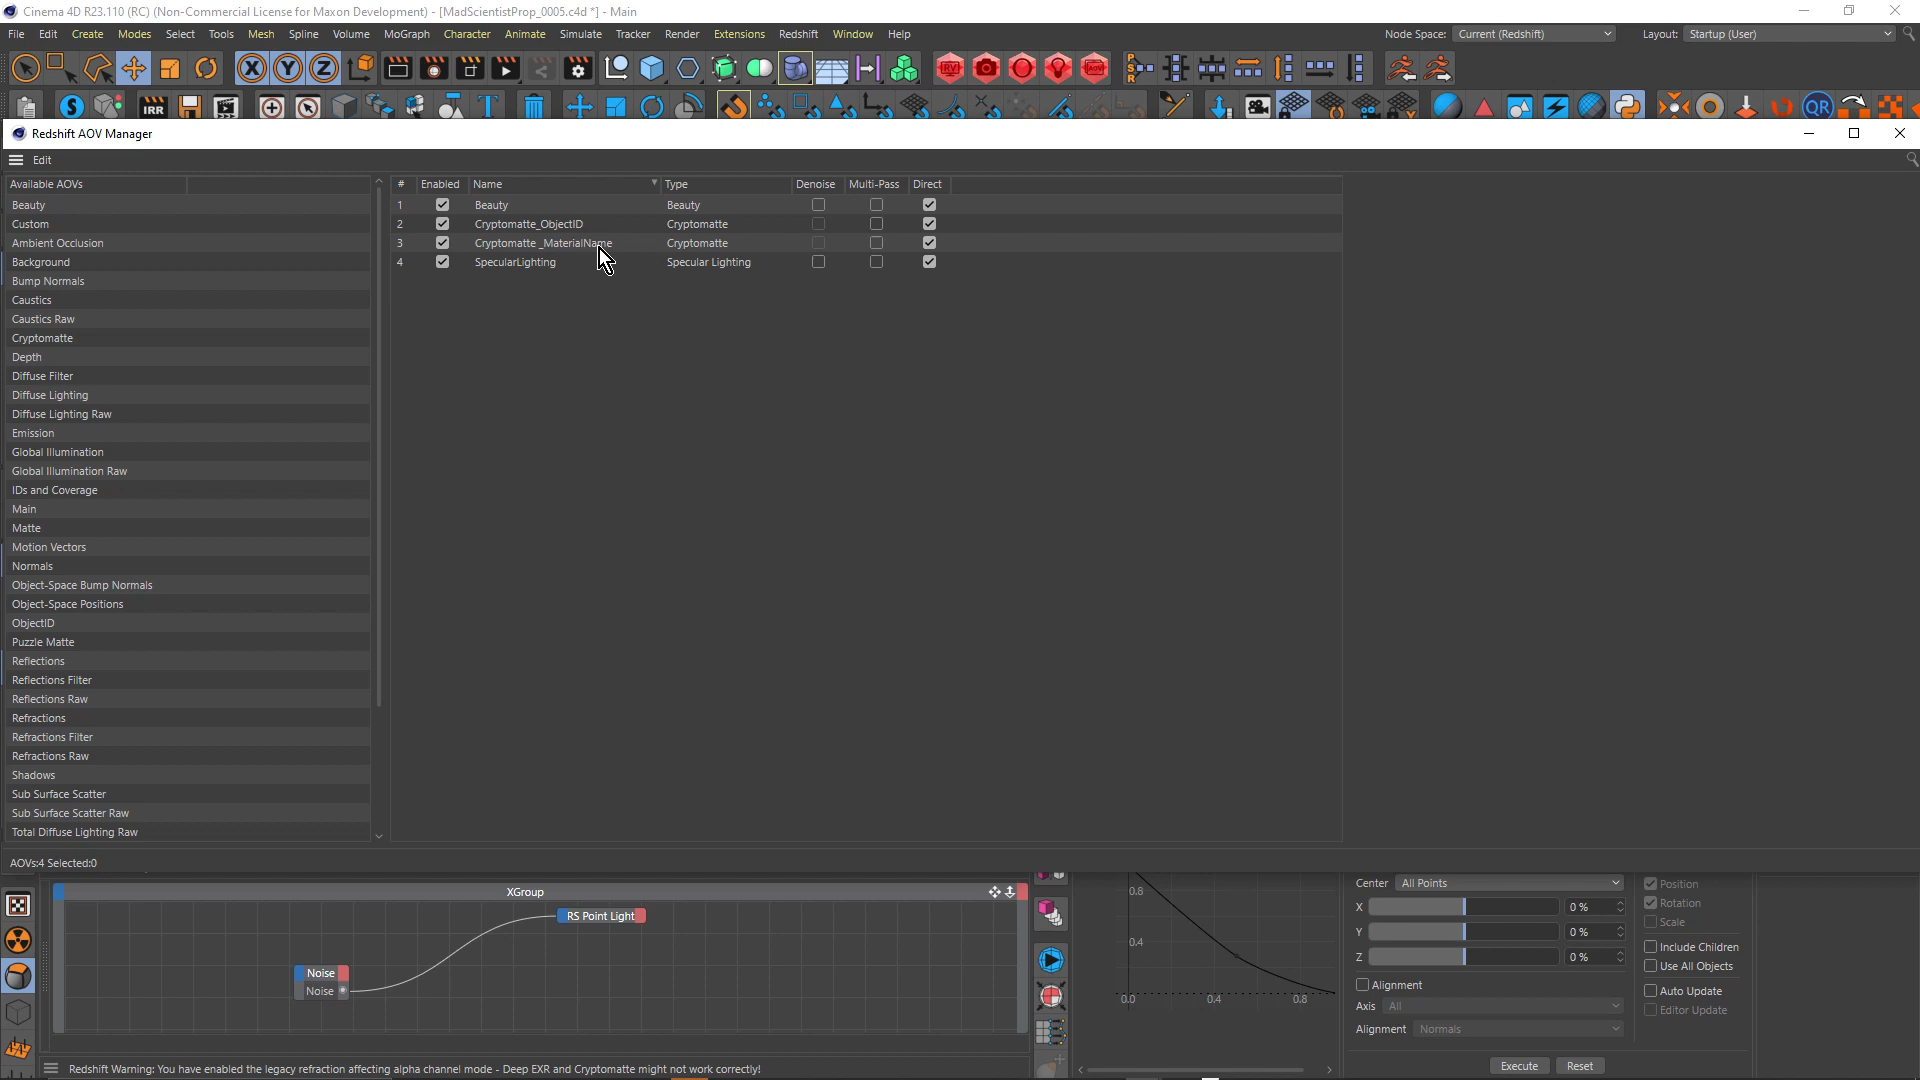 Cinema 4D R23.110 (RC) (Non-Commercial License for Maxon Development) - [MadScientistProp_0005.c4d *] - Main
File Edit Create Modes Select Tools Mesh Spline Volume MoGraph Character Animate Simulate Tracker Render Extensions Redshift Window Help Node Space: Current (Redshift) Layout: Startup (User)
X Y Z RV AOV PSR
S IRR T QR
Redshift AOV Manager
Edit
Available AOVs # Enabled Name Type Denoise Multi-Pass Direct
Beauty 1 Beauty Beauty
Custom 2 Cryptomatte_ObjectID Cryptomatte
Ambient Occlusion 3 Cryptomatte _MaterialName Cryptomatte
Background 4 SpecularLighting Specular Lighting
Bump Normals
Caustics
Caustics Raw
Cryptomatte
Depth
Diffuse Filter
Diffuse Lighting
Diffuse Lighting Raw
Emission
Global Illumination
Global Illumination Raw
IDs and Coverage
Main
Matte
Motion Vectors
Normals
Object-Space Bump Normals
Object-Space Positions
ObjectID
Puzzle Matte
Reflections
Reflections Filter
Reflections Raw
Refractions
Refractions Filter
Refractions Raw
Shadows
Sub Surface Scatter
Sub Surface Scatter Raw
Total Diffuse Lighting Raw
AOVs:4 Selected:0
XGroup
RS Point Light
Noise
Noise
0.8
0.4
0.0 0.4 0.8
Center All Points Position
X 0 % Rotation
Scale
Y 0 %
Include Children
Z 0 % Use All Objects
Alignment Auto Update
Axis All Editor Update
Alignment Normals
Execute Reset
Redshift Warning: You have enabled the legacy refraction affecting alpha channel mode - Deep EXR and Cryptomatte might not work correctly!